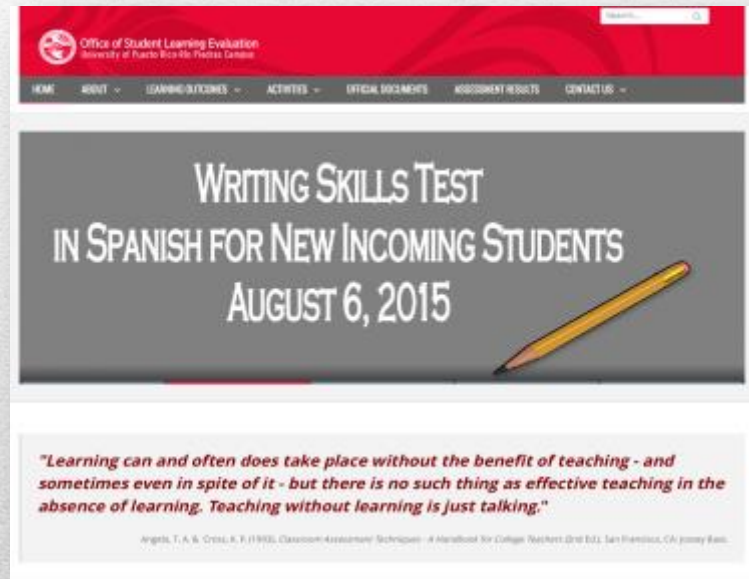 Search...
Office of Student Learning Evaluation
University of Puerto Rico-Río Piedras Campus
HOME ABOUT LEARNING OUTCOMES ACTIVITIES OFFICIAL DOCUMENTS ASSESSMENT RESULTS CONTACT US
WRITING SKILLS TEST
IN SPANISH FOR NEW INCOMING STUDENTS
AUGUST 6, 2015
"Learning can and often does take place without the benefit of teaching - and
sometimes even in spite of it - but there is no such thing as effective teaching in the
absence of learning. Teaching without learning is just talking."
Angelo, T. A. & Cross, K. P. (1993). Classroom Assessment Techniques - A Handbook for College Teachers (2nd Ed.). San Francisco, CA: Jossey Bass.